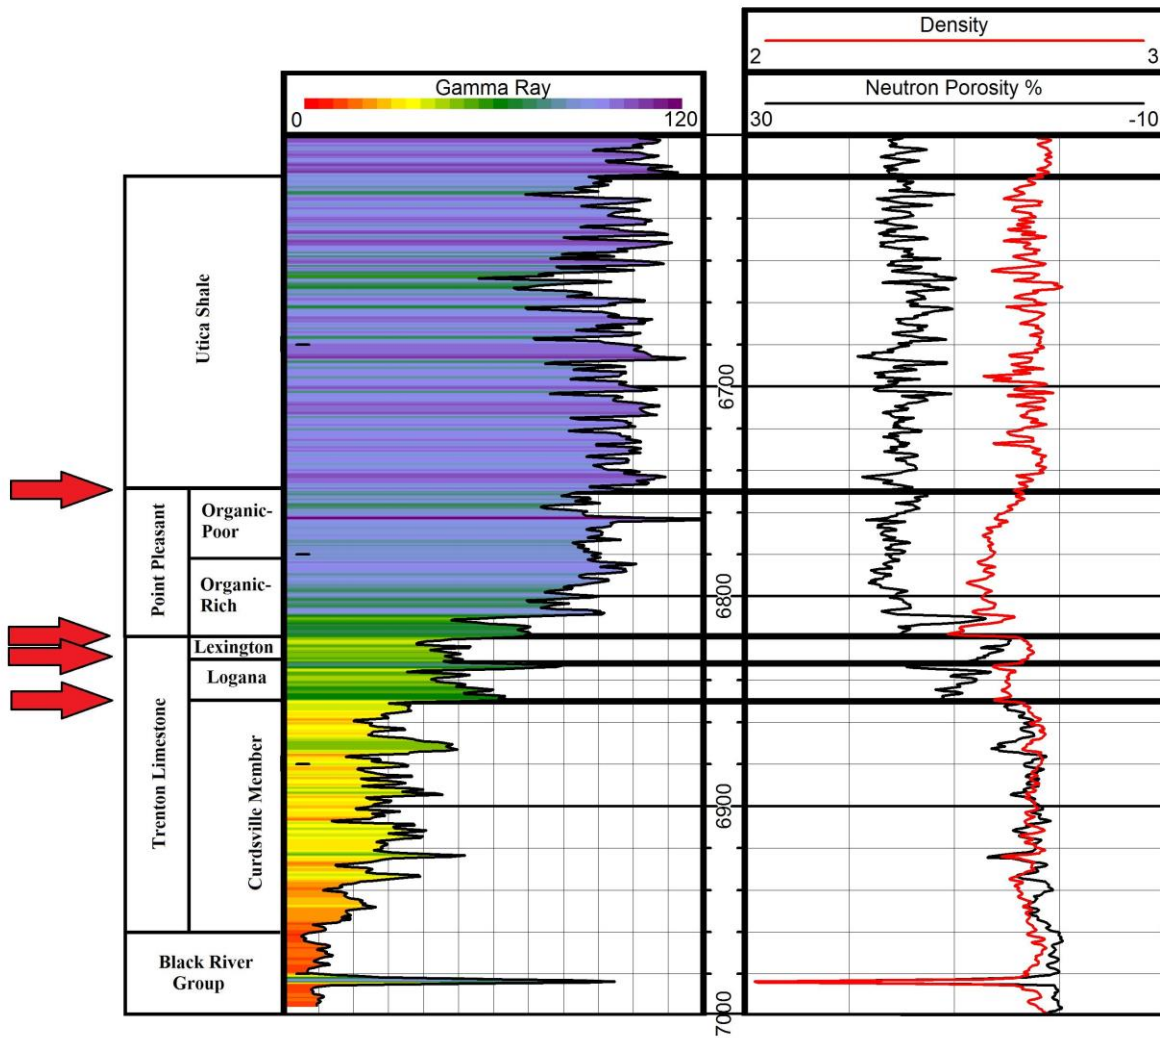 Density
2 3
Gamma Ray
0 120
Neutron Porosity %
30 -10
Utica Shale
6700
Point Pleasant
Organic-
Poor
Organic-
Rich
6800
Trenton Limestone
Lexington
Logana
Curdsville Member
6900
Black River
Group
7000